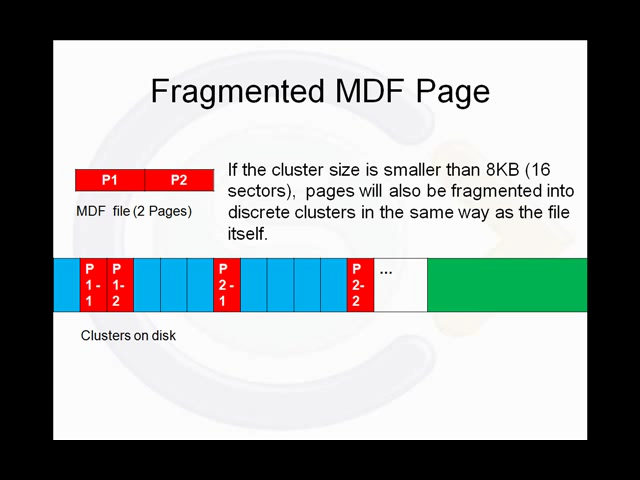 Fragmented MDF Page
P1 P2
MDF file (2 Pages)
If the cluster size is smaller than 8KB (16
sectors), pages will also be fragmented into
discrete clusters in the same way as the file
itself.
P P P P ...
1 - 1- 2 - 2-
1 2 1 2
Clusters on disk